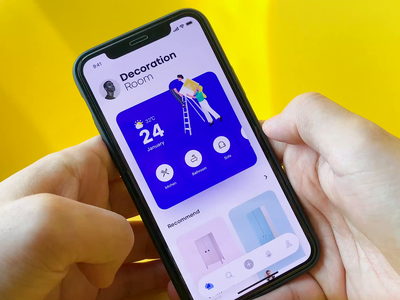 9:41
Decoration
Room
32°C
24
January
Kitchen
Bathroom
Sofa
Recommend